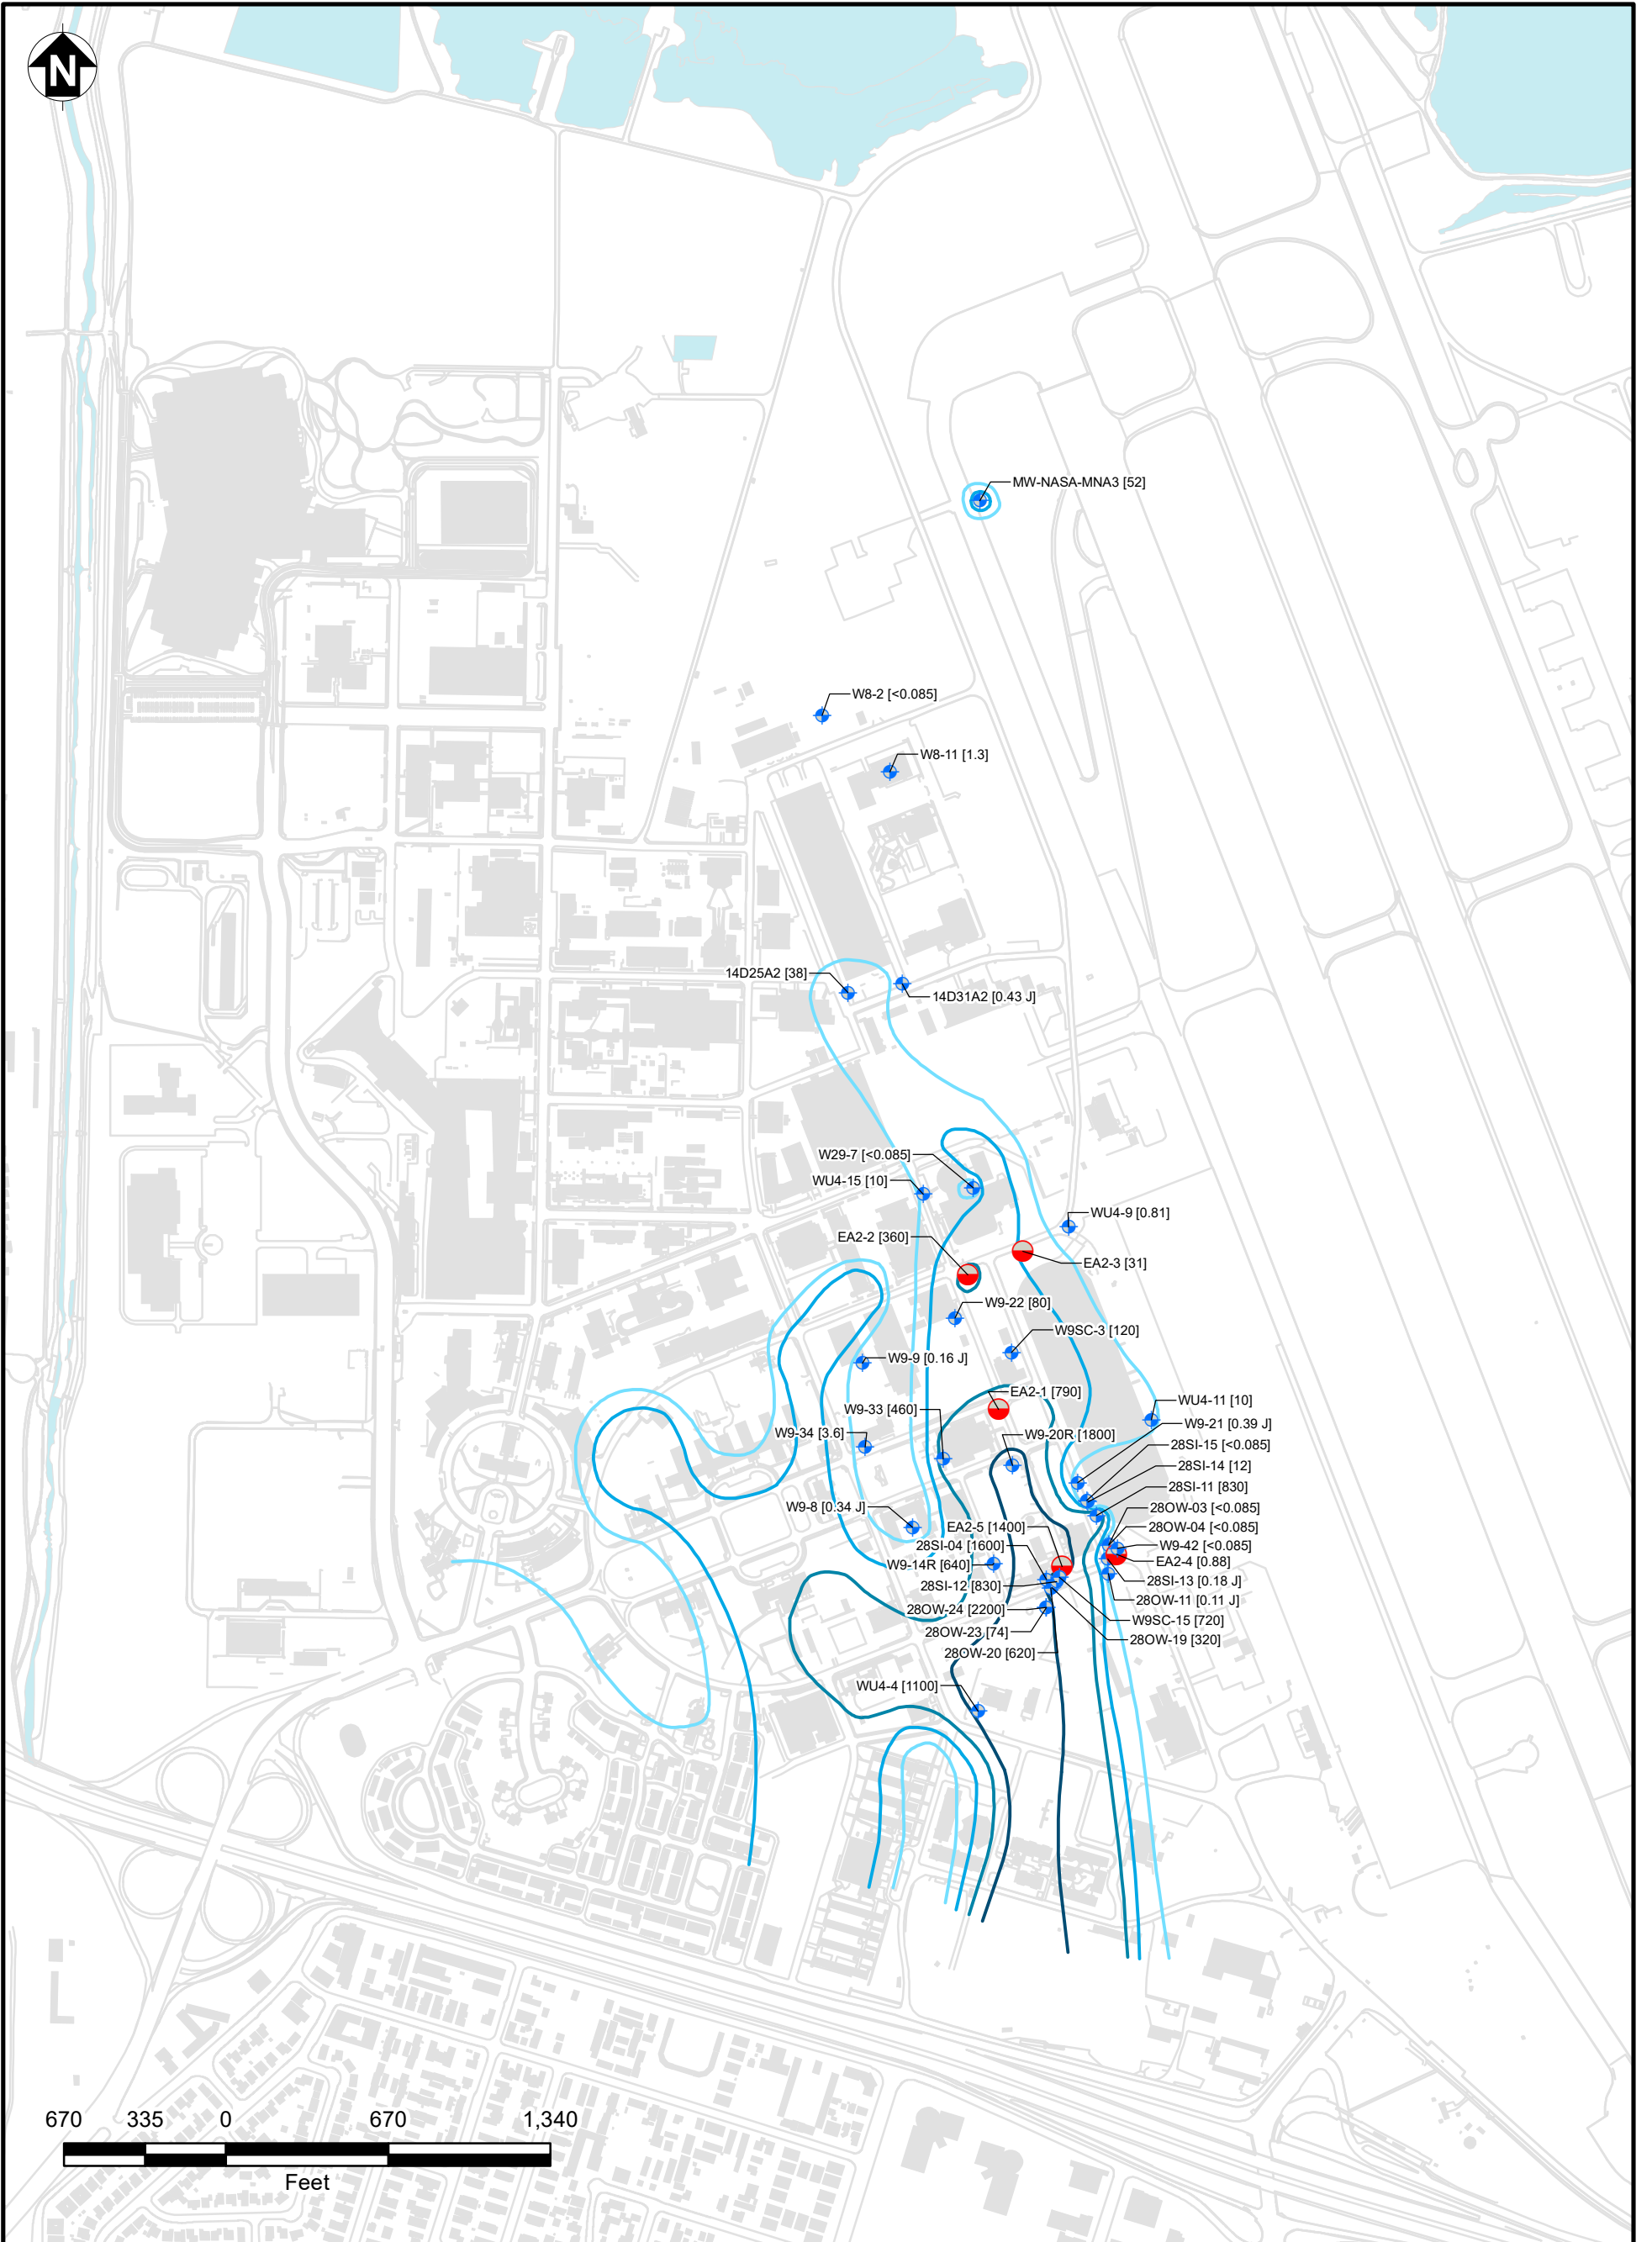 N
MW-NASA-MNA3 [52]
W8-2 [<0.085]
W8-11 [1.3]
14D25A2 [38]
14D31A2 [0.43 J]
W29-7 [<0.085]
WU4-15 [10]
WU4-9 [0.81]
EA2-2 [360]
EA2-3 [31]
W9-22 [80]
W9SC-3 [120]
W9-9 [0.16 J]
EA2-1 [790]
WU4-11 [10]
W9-33 [460]
W9-21 [0.39 J]
W9-34 [3.6]
W9-20R [1800]
28SI-15 [<0.085]
28SI-14 [12]
28SI-11 [830]
W9-8 [0.34 J]
28OW-03 [<0.085]
EA2-5 [1400]
28OW-04 [<0.085]
28SI-04 [1600]
W9-42 [<0.085]
W9-14R [640]
EA2-4 [0.88]
28SI-12 [830]
28SI-13 [0.18 J]
28OW-11 [0.11 J]
28OW-24 [2200]
W9SC-15 [720]
28OW-23 [74]
28OW-19 [320]
28OW-20 [620]
WU4-4 [1100]
670 335 0 670 1,340
Feet